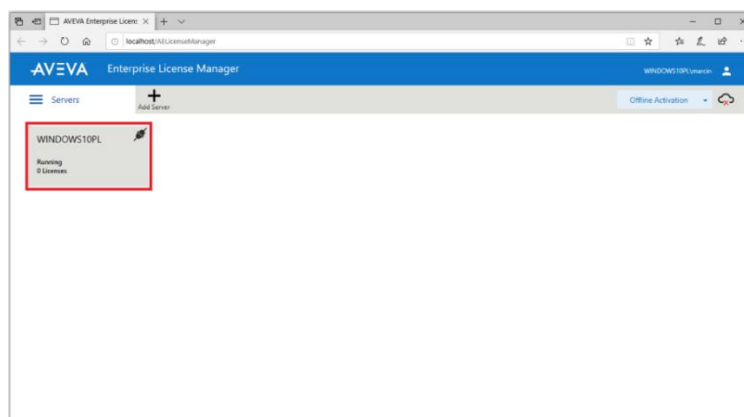 AVEVA Enterprise Licens
localhost/AELicenseManager
AVEVA Enterprise License Manager
WINDOWS10PL\marcin
Servers
Add Server
Offline Activation
WINDOWS10PL
Running
0 Licenses